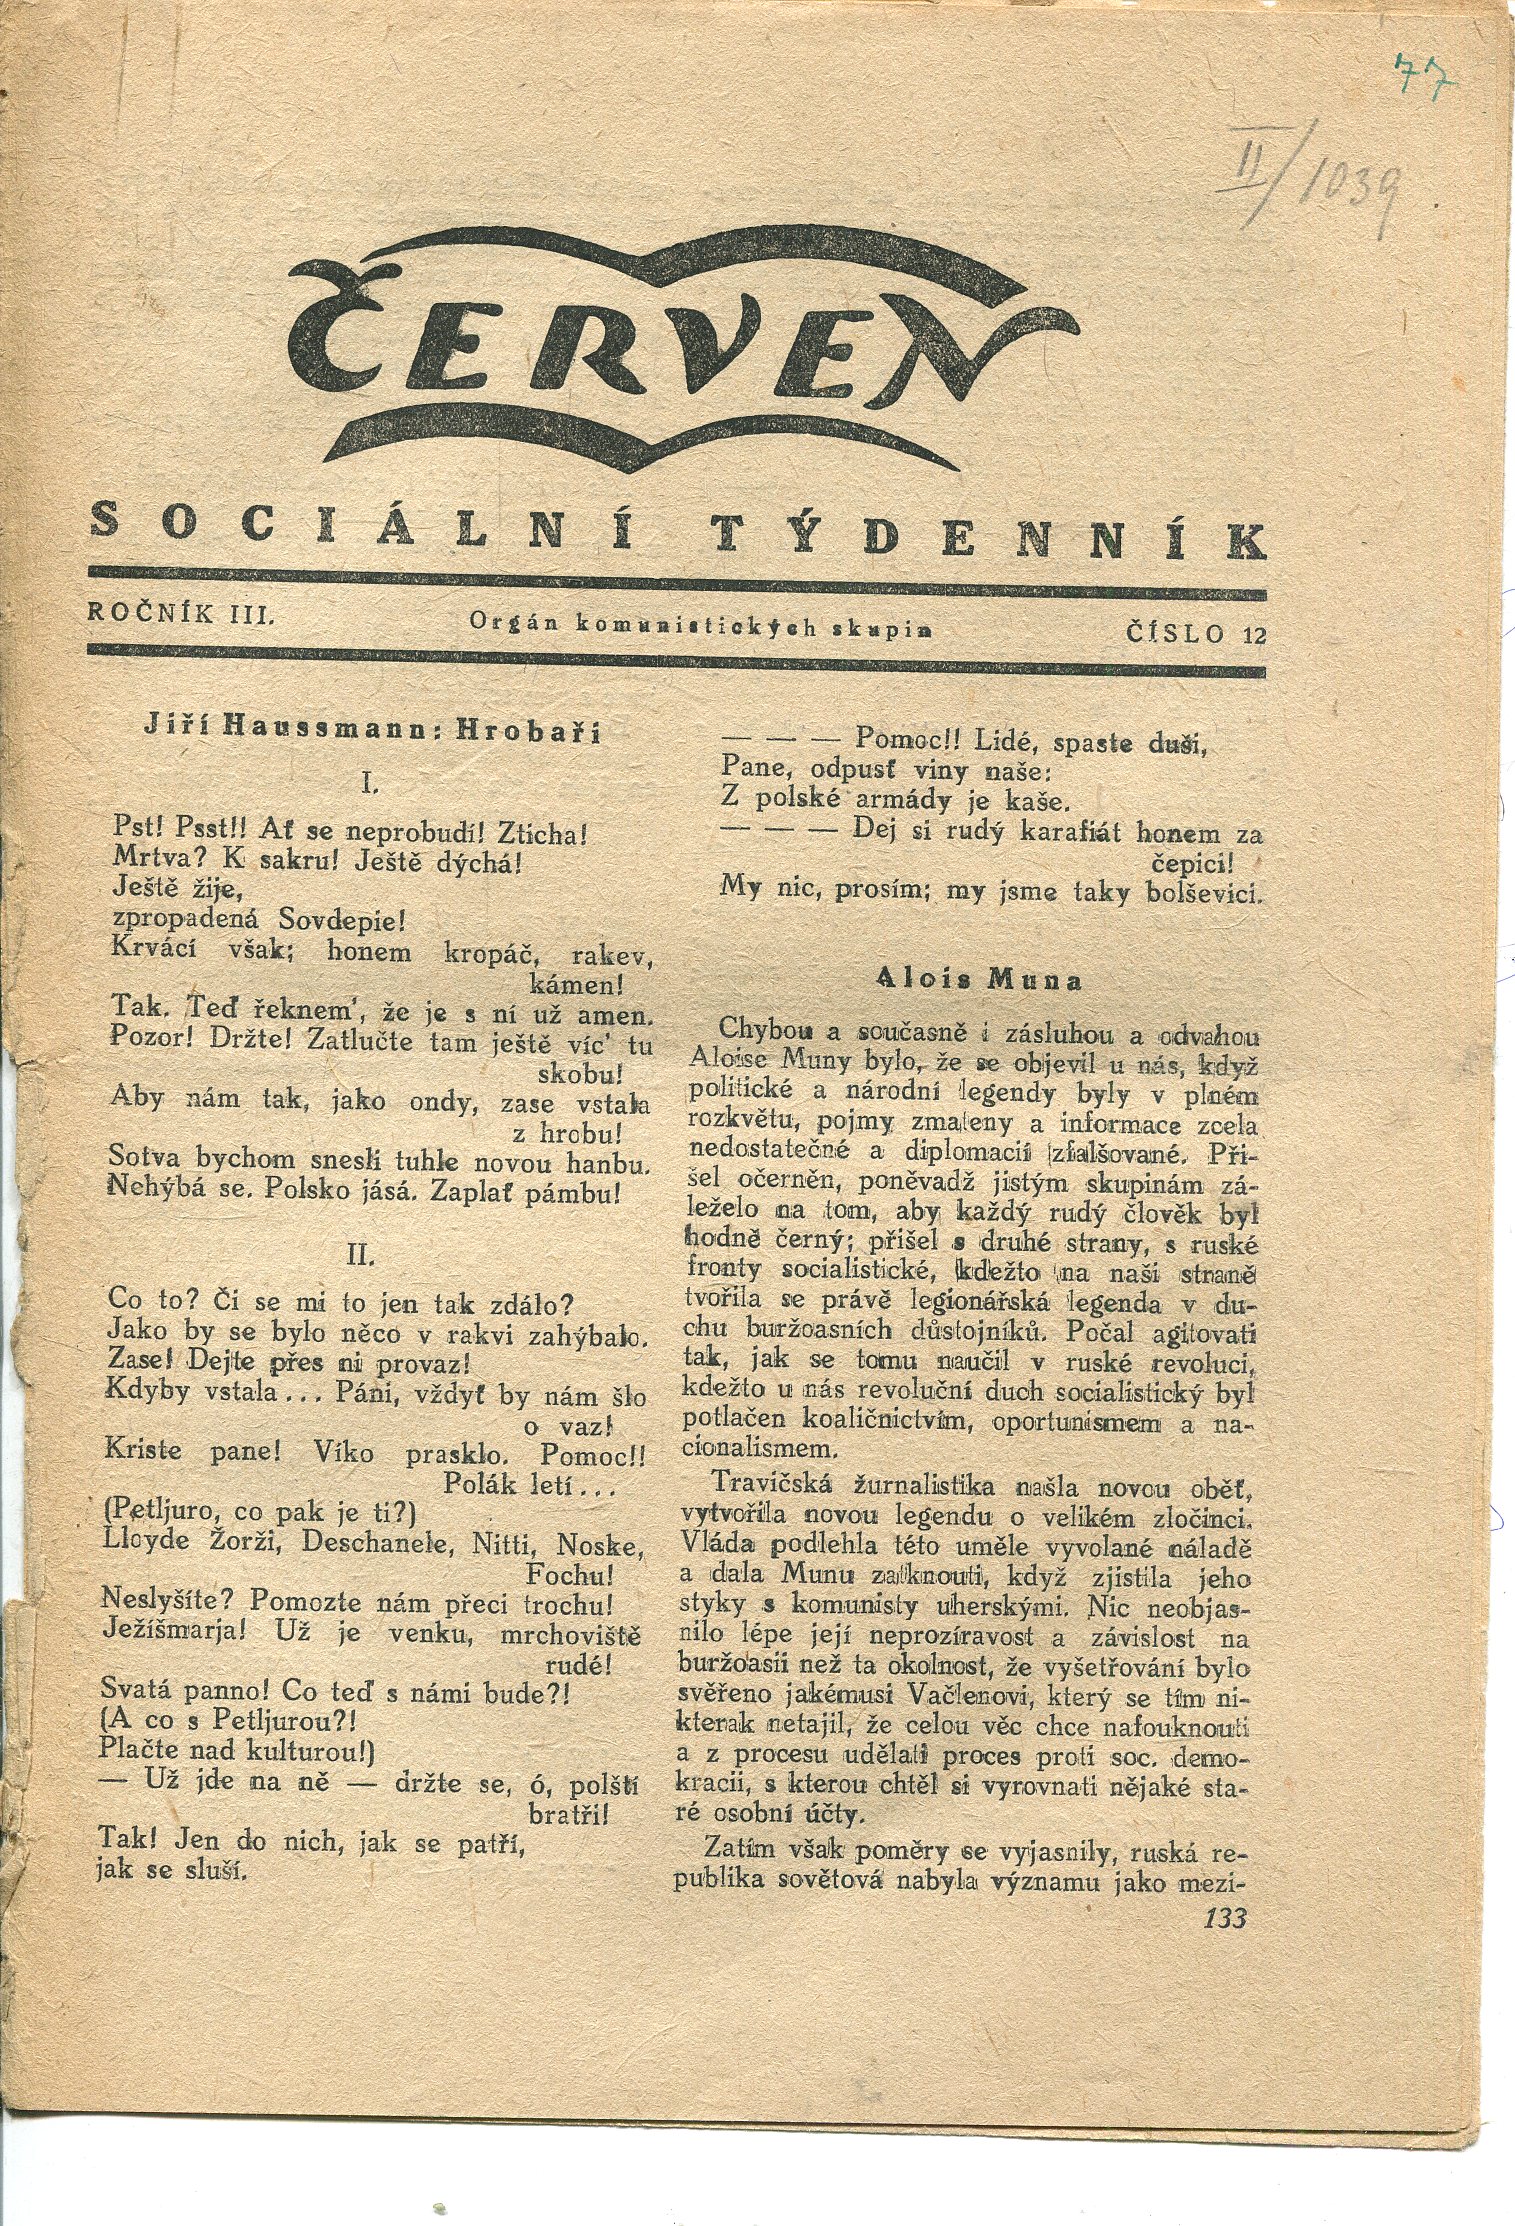 77
II/1039
ČERVEN
SOCIÁLNÍ TÝDENNÍK
ROČNÍK III.
Orgán komunistických skupin
ČÍSLO 12
Jiří Haussmann: Hrobaři
I.
Pst! Psst!! Ať se neprobudí! Zticha!
Mrtva? K sakru! Ještě dýchá!
Ještě žije,
zpropadená Sovdepie!
Krvácí však; honem kropáč, rakev,
kámen!
Tak. Teď řeknem', že je s ní už amen.
Pozor! Držte! Zatlučte tam ještě víc' tu
skobu!
Aby nám tak, jako ondy, zase vstala
z hrobu!
Sotva bychom snesli tuhle novou hanbu.
Nehýbá se. Polsko jásá. Zaplať pámbu!
II.
Co to? Či se mi to jen tak zdálo?
Jako by se bylo něco v rakvi zahýbalo.
Zase! Dejte přes ni provaz!
Kdyby vstala... Páni, vždyť by nám šlo
o vaz!
Kriste pane! Víko prasklo. Pomoc!!
Polák letí...
(Petljuro, co pak je ti?)
Lloyde Žorži, Deschanele, Nitti, Noske,
Fochu!
Neslyšíte? Pomozte nám přeci trochu!
Ježíšmarja! Už je venku, mrchoviště
rudé!
Svatá panno! Co teď s námi bude?!
(A co s Petljurou?!
Plačte nad kulturou!)
— Už jde na ně — držte se, ó, polští
bratři!
Tak! Jen do nich, jak se patří,
jak se sluší.
— — — Pomoc!! Lidé, spaste duši,
Pane, odpusť viny naše:
Z polské armády je kaše.
— — — Dej si rudý karafiát honem za
čepici!
My nic, prosím; my jsme taky bolševici.
Alois Muna
Chybou a současně i zásluhou a odvahou
Aloise Muny bylo, že se objevil u nás, když
politické a národní legendy byly v plném
rozkvětu, pojmy zmateny a informace zcela
nedostatečné a diplomacií zfalšované. Při-
šel očerněn, poněvadž jistým skupinám zá-
leželo na tom, aby každý rudý člověk byl
hodně černý; přišel s druhé strany, s ruské
fronty socialistické, kdežto na naši straně
tvořila se právě legionářská legenda v du-
chu buržoasních důstojníků. Počal agitovati
tak, jak se tomu naučil v ruské revoluci,
kdežto u nás revoluční duch socialistický byl
potlačen koaličnictvím, oportunismem a na-
cionalismem.
Travičská žurnalistika našla novou oběť,
vytvořila novou legendu o velikém zločinci.
Vláda podlehla této uměle vyvolané náladě
a dala Munu zatknouti, když zjistila jeho
styky s komunisty uherskými. Nic neobjas-
nilo lépe její neprozíravost a závislost na
buržoasii než ta okolnost, že vyšetřování bylo
svěřeno jakémusi Vačlenovi, který se tím ni-
kterak netajil, že celou věc chce nafouknouti
a z procesu udělati proces proti soc. demo-
kracii, s kterou chtěl si vyrovnati nějaké sta-
ré osobní účty.
Zatím však poměry se vyjasnily, ruská re-
publika sovětová nabyla významu jako mezi-
133